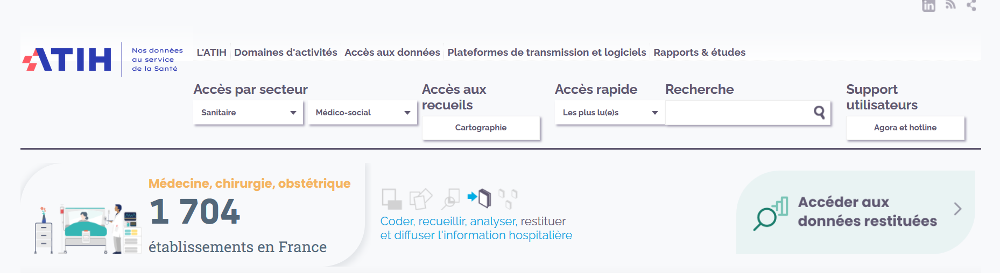 in
ATIH
Nos données
au service
de la Santé
L'ATIH
Domaines d'activités
Accès aux données
Plateformes de transmission et logiciels
Rapports & études
Accès par secteur
Sanitaire
Médico-social
Accès aux
recueils
Cartographie
Accès rapide
Les plus lu(e)s
Recherche
Support
utilisateurs
Agora et hotline
Médecine, chirurgie, obstétrique
1 704
établissements en France
Coder, recueillir, analyser, restituer
et diffuser l'information hospitalière
Accéder aux
données restituées